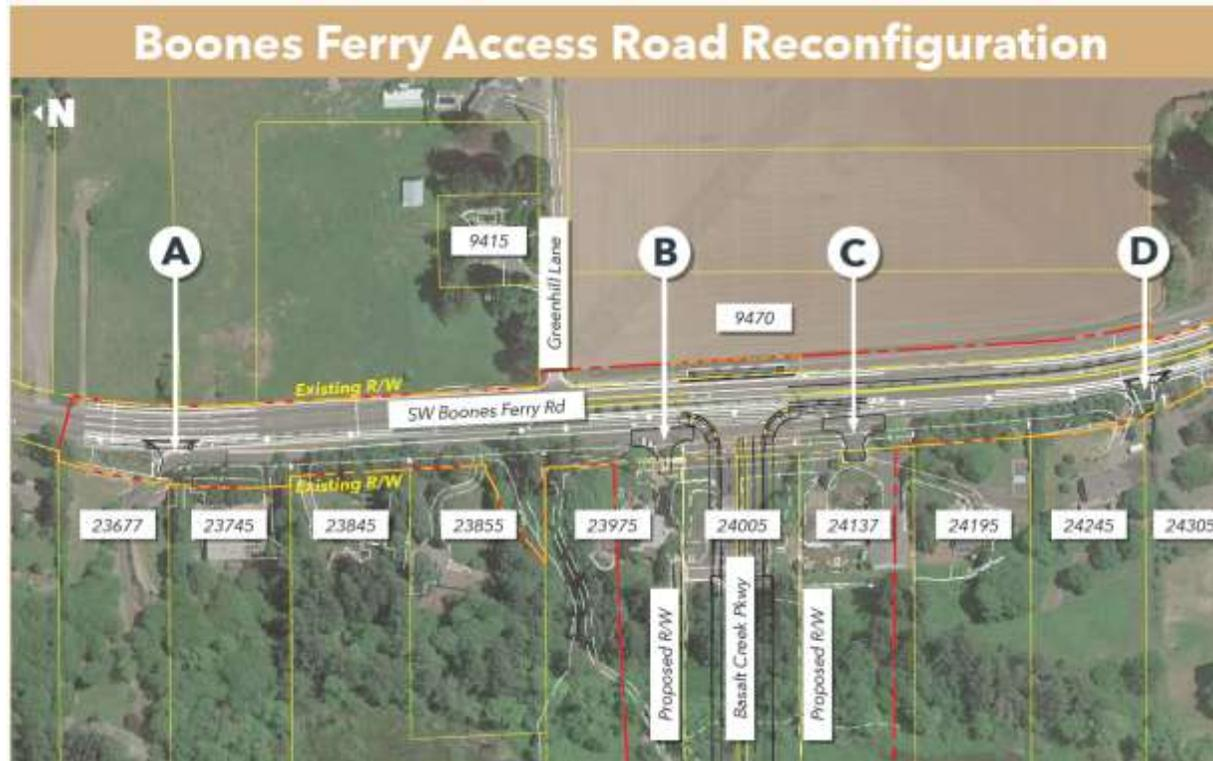 Boones Ferry Access Road Reconfiguration
N
A
B
C
D
9415
Greenhill Lane
9470
Existing R/W
SW Boones Ferry Rd
Existing R/W
23677
23745
23845
23855
23975
24005
24137
24195
24245
24305
Proposed R/W
Basalt Creek Pkwy
Proposed R/W